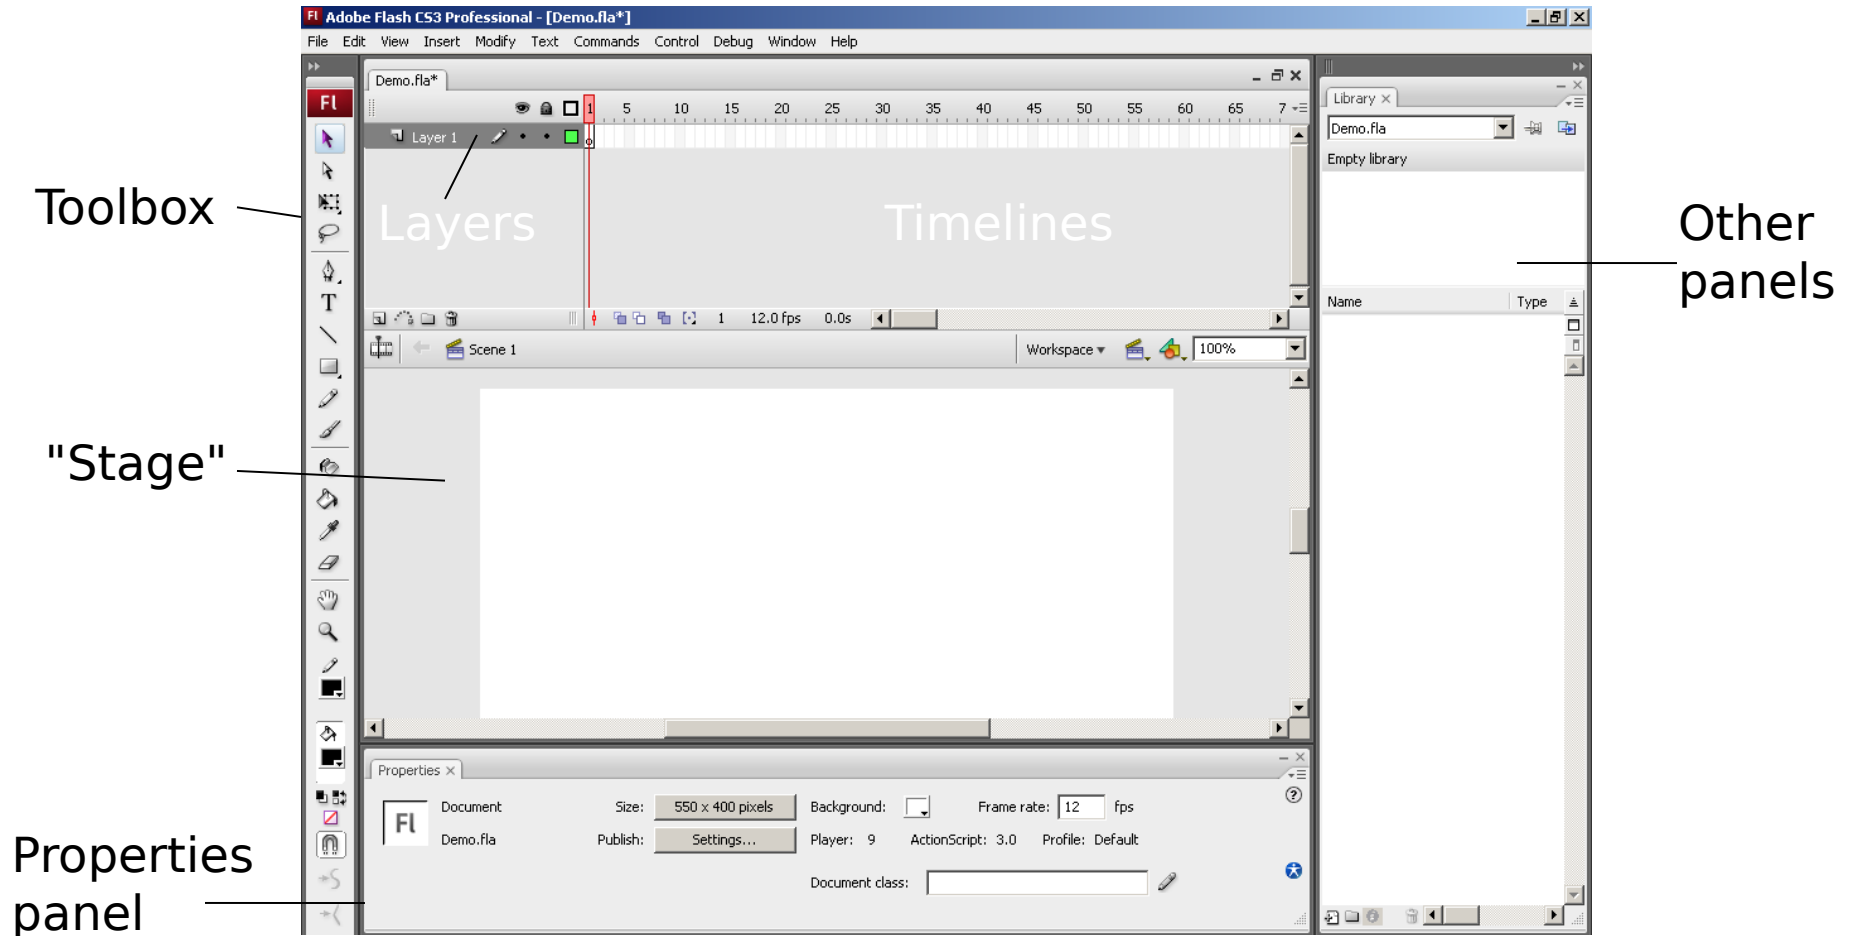 Fl Adobe Flash CS3 Professional - [Demo.fla*]
File Edit View Insert Modify Text Commands Control Debug Window Help
Demo.fla*
Fl
1 5 10 15 20 25 30 35 40 45 50 55 60 65 7
Layer 1
Layers
Timelines
1 12.0 fps 0.0s
Scene 1
Workspace
100%
Library
Demo.fla
Empty library
Name Type
Toolbox
"Stage"
Other
panels
Properties
panel
T
Properties
Fl
Document
Size: 550 x 400 pixels Background: Frame rate: 12 fps
Demo.fla
Publish: Settings... Player: 9 ActionScript: 3.0 Profile: Default
Document class: